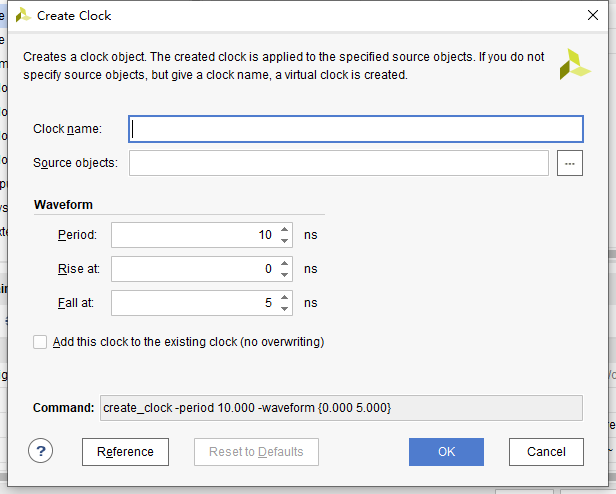 Create Clock
Creates a clock object. The created clock is applied to the specified source objects. If you do not
specify source objects, but give a clock name, a virtual clock is created.
Clock name:
Source objects:
...
Waveform
Period: 10 ns
Rise at: 0 ns
Fall at: 5 ns
Add this clock to the existing clock (no overwriting)
Command: create_clock -period 10.000 -waveform {0.000 5.000}
? Reference Reset to Defaults OK Cancel